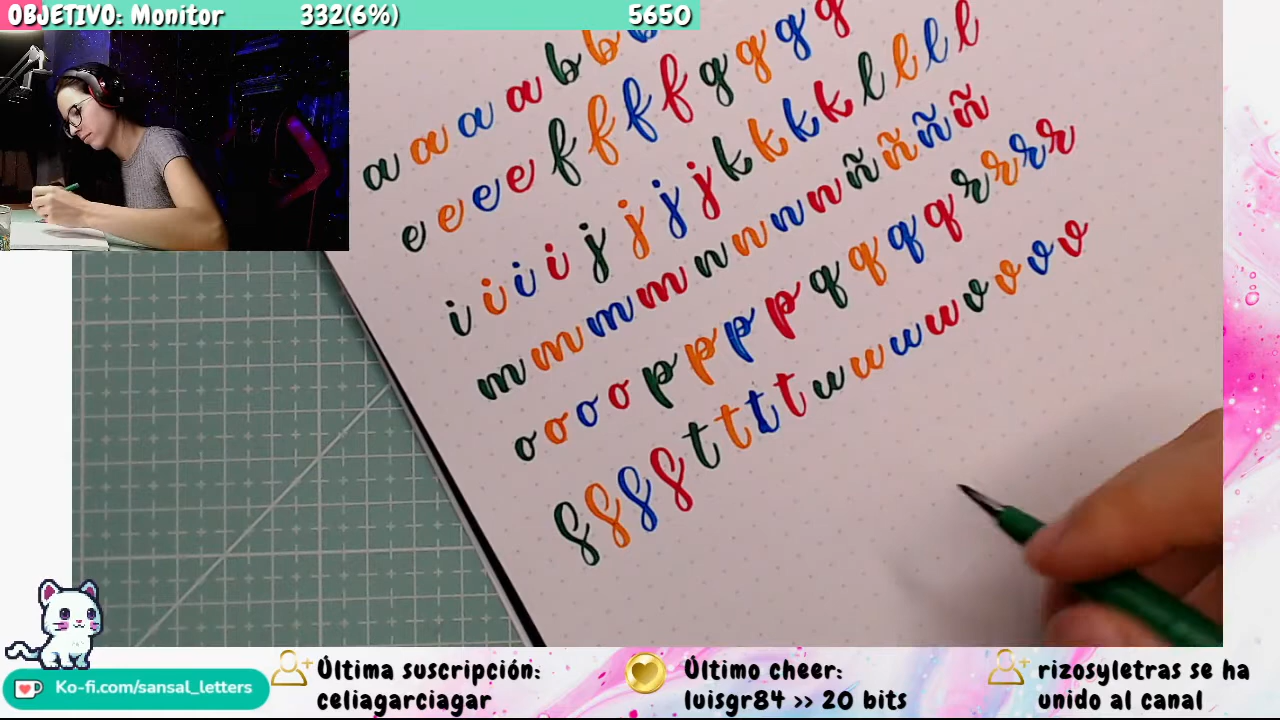 OBJETIVO: Monitor 332(6%) 5650
a a a a b b b
e e e e f f f f g g g g
i i i i j j j j k k k k l l l l
m m m m n n n n ñ ñ ñ ñ
o o o o p p p p q q q q r r r r
s s s s t t t t u u u u v v v v
Ko-fi.com/sansal_letters
Última suscripción:
celiagarciagar
Último cheer:
luisgr84 >> 20 bits
rizosyletras se ha
unido al canal